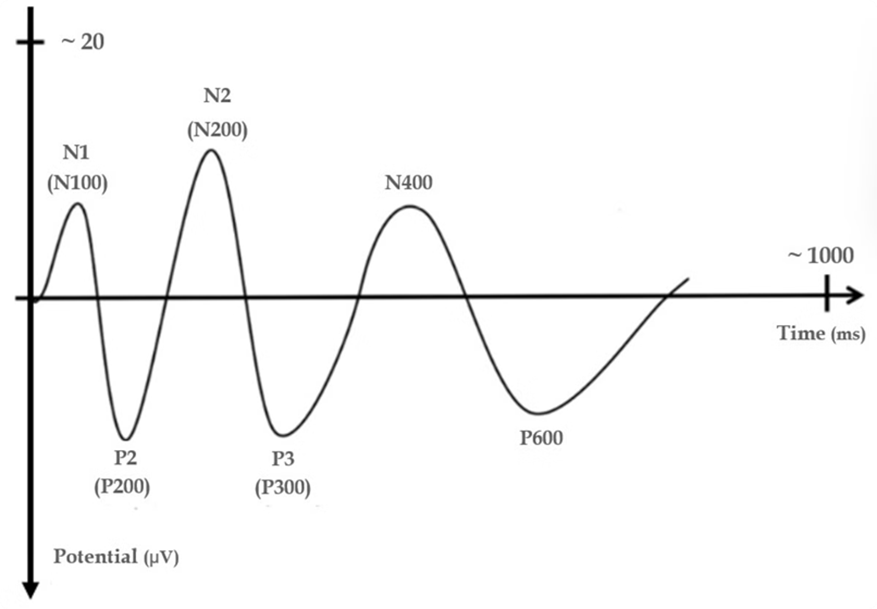 ~ 20
N2
(N200)
N1
(N100)
N400
~ 1000
Time (ms)
P600
P2
(P200)
P3
(P300)
Potential (μV)